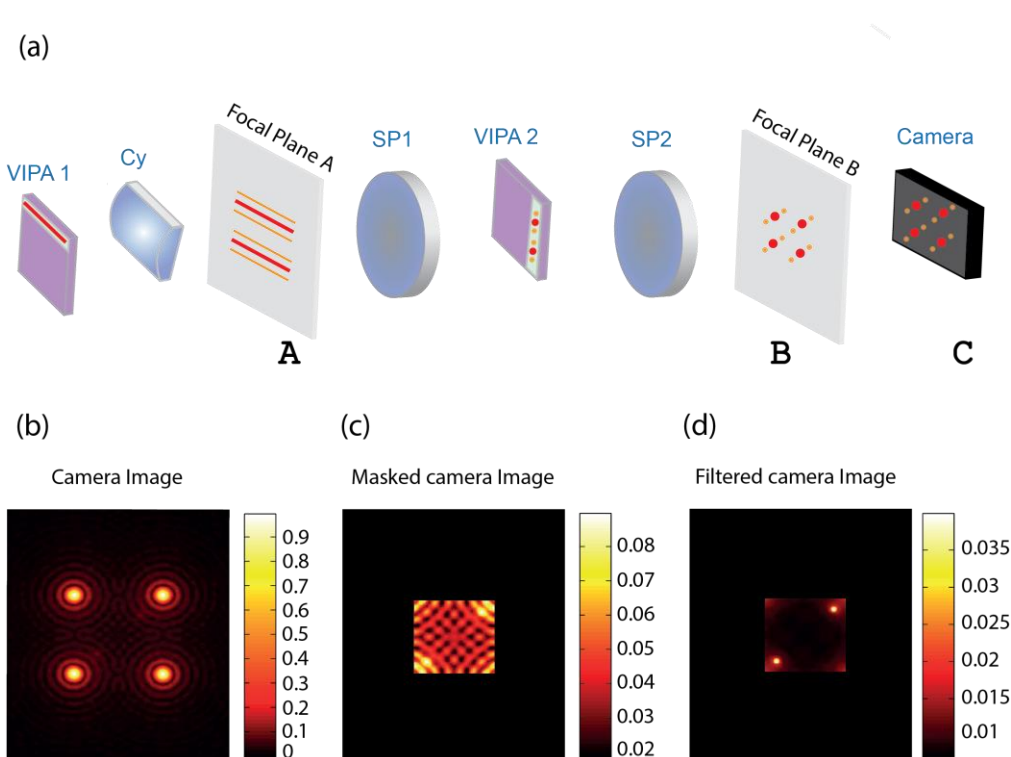 (a)
VIPA 1
Cy
Focal Plane A
SP1
VIPA 2
SP2
Focal Plane B
Camera
A
B
C
(b)
(c)
(d)
Camera Image
Masked camera Image
Filtered camera Image
0.9
0.8
0.7
0.6
0.5
0.4
0.3
0.2
0.1
0
0.08
0.07
0.06
0.05
0.04
0.03
0.02
0.035
0.03
0.025
0.02
0.015
0.01